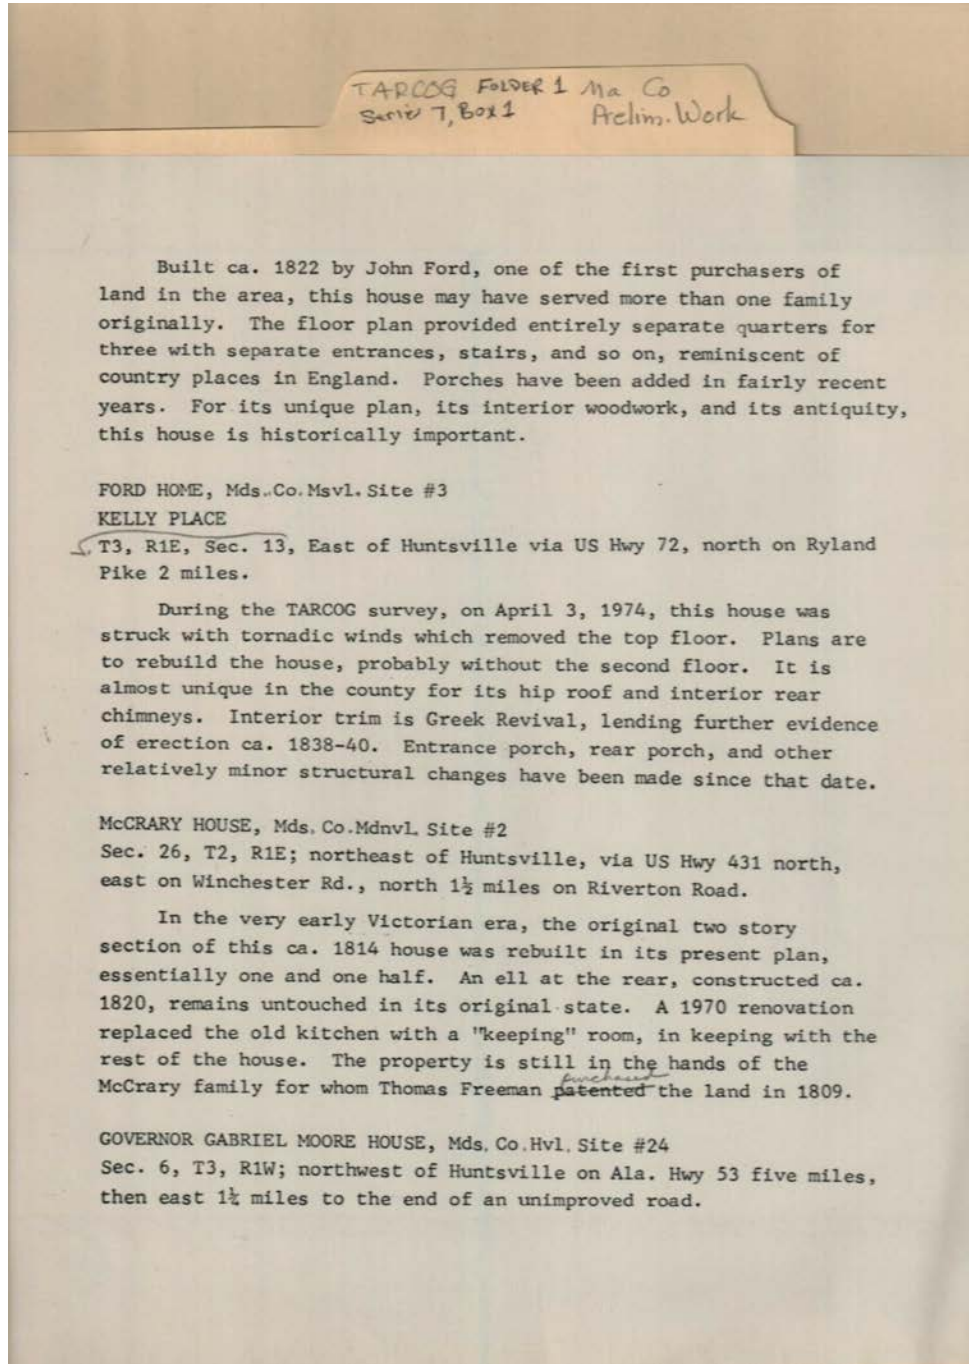 TARCOG FOLDER 1 Ma Co
Series 7, Box 1 Prelim. Work
Built ca. 1822 by John Ford, one of the first purchasers of
land in the area, this house may have served more than one family
originally. The floor plan provided entirely separate quarters for
three with separate entrances, stairs, and so on, reminiscent of
country places in England. Porches have been added in fairly recent
years. For its unique plan, its interior woodwork, and its antiquity,
this house is historically important.
FORD HOME, Mds.Co.Msvl. Site #3
KELLY PLACE
T3, R1E, Sec. 13, East of Huntsville via US Hwy 72, north on Ryland
Pike 2 miles.
During the TARCOG survey, on April 3, 1974, this house was
struck with tornadic winds which removed the top floor. Plans are
to rebuild the house, probably without the second floor. It is
almost unique in the county for its hip roof and interior rear
chimneys. Interior trim is Greek Revival, lending further evidence
of erection ca. 1838-40. Entrance porch, rear porch, and other
relatively minor structural changes have been made since that date.
McCRARY HOUSE, Mds. Co.Mdnvl. Site #2
Sec. 26, T2, R1E; northeast of Huntsville, via US Hwy 431 north,
east on Winchester Rd., north 1½ miles on Riverton Road.
In the very early Victorian era, the original two story
section of this ca. 1814 house was rebuilt in its present plan,
essentially one and one half. An ell at the rear, constructed ca.
1820, remains untouched in its original state. A 1970 renovation
replaced the old kitchen with a "keeping" room, in keeping with the
rest of the house. The property is still in the hands of the
purchased
McCrary family for whom Thomas Freeman patented the land in 1809.
GOVERNOR GABRIEL MOORE HOUSE, Mds. Co.Hvl. Site #24
Sec. 6, T3, R1W; northwest of Huntsville on Ala. Hwy 53 five miles,
then east 1¼ miles to the end of an unimproved road.